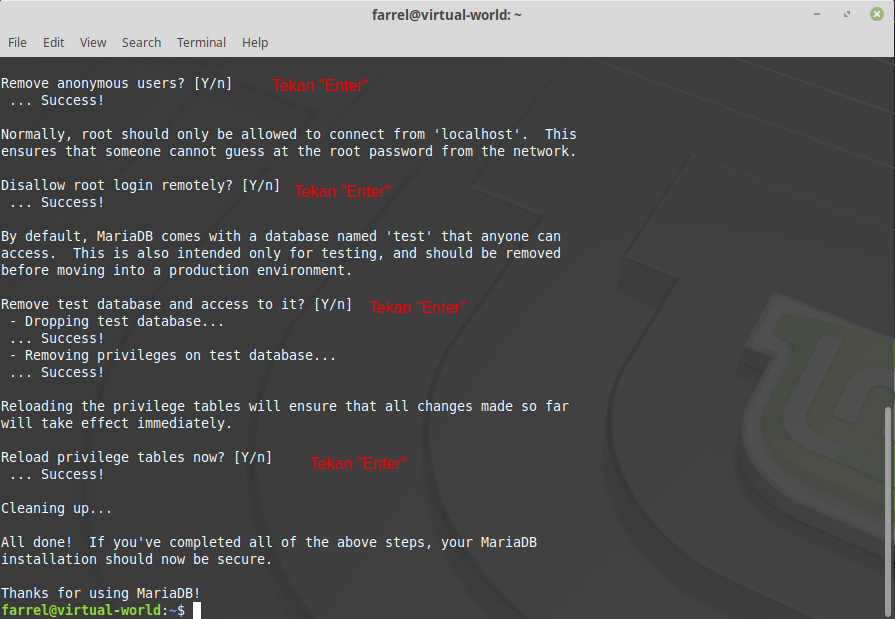 farrel@virtual-world: ~
File Edit View Search Terminal Help
Remove anonymous users? [Y/n] Tekan "Enter"
... Success!
Normally, root should only be allowed to connect from 'localhost'. This
ensures that someone cannot guess at the root password from the network.
Disallow root login remotely? [Y/n] Tekan "Enter"
... Success!
By default, MariaDB comes with a database named 'test' that anyone can
access. This is also intended only for testing, and should be removed
before moving into a production environment.
Remove test database and access to it? [Y/n] Tekan "Enter"
- Dropping test database...
... Success!
- Removing privileges on test database...
... Success!
Reloading the privilege tables will ensure that all changes made so far
will take effect immediately.
Reload privilege tables now? [Y/n] Tekan "Enter"
... Success!
Cleaning up...
All done! If you've completed all of the above steps, your MariaDB
installation should now be secure.
Thanks for using MariaDB!
farrel@virtual-world:~$